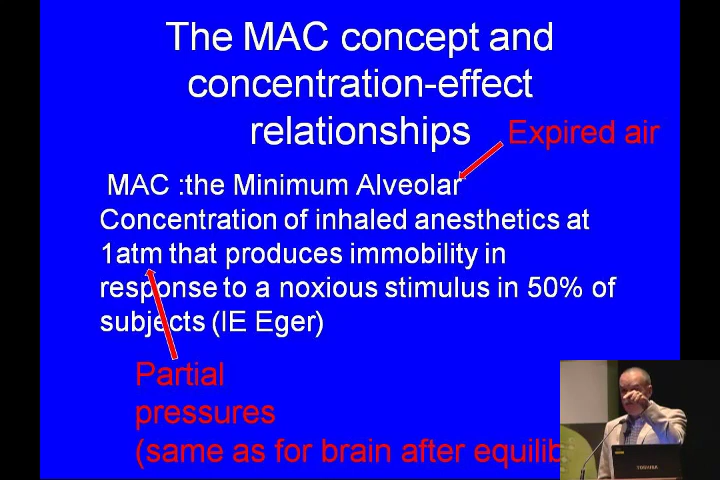 The MAC concept and
concentration-effect
relationships
Expired air
MAC :the Minimum Alveolar
Concentration of inhaled anesthetics at
1atm that produces immobility in
response to a noxious stimulus in 50% of
subjects (IE Eger)
Partial
pressures
(same as for brain after equilib
TOSHIBA